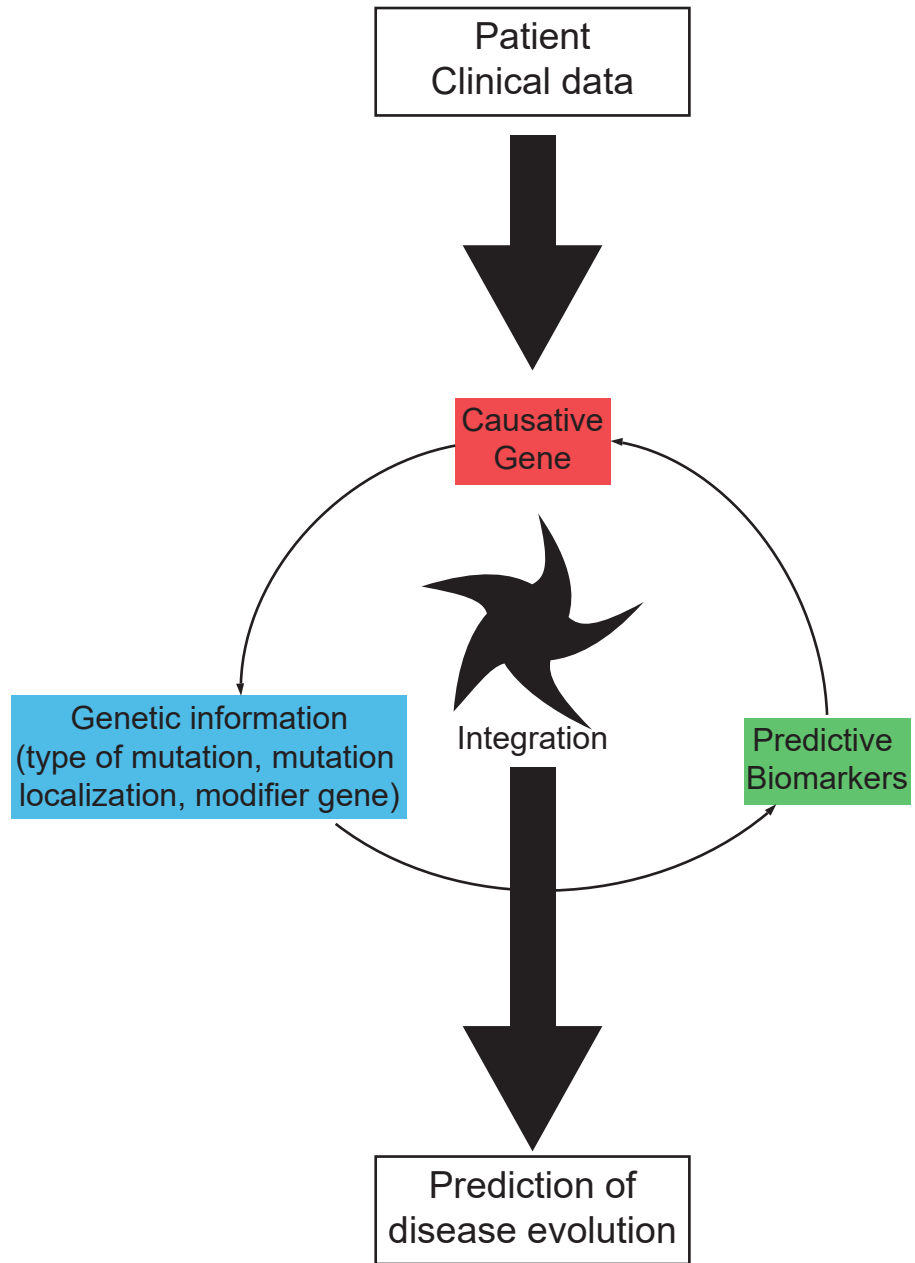 Patient
Clinical data
Causative
Gene
Genetic information
(type of mutation, mutation
localization, modifier gene)
Integration
Predictive
Biomarkers
Prediction of
disease evolution